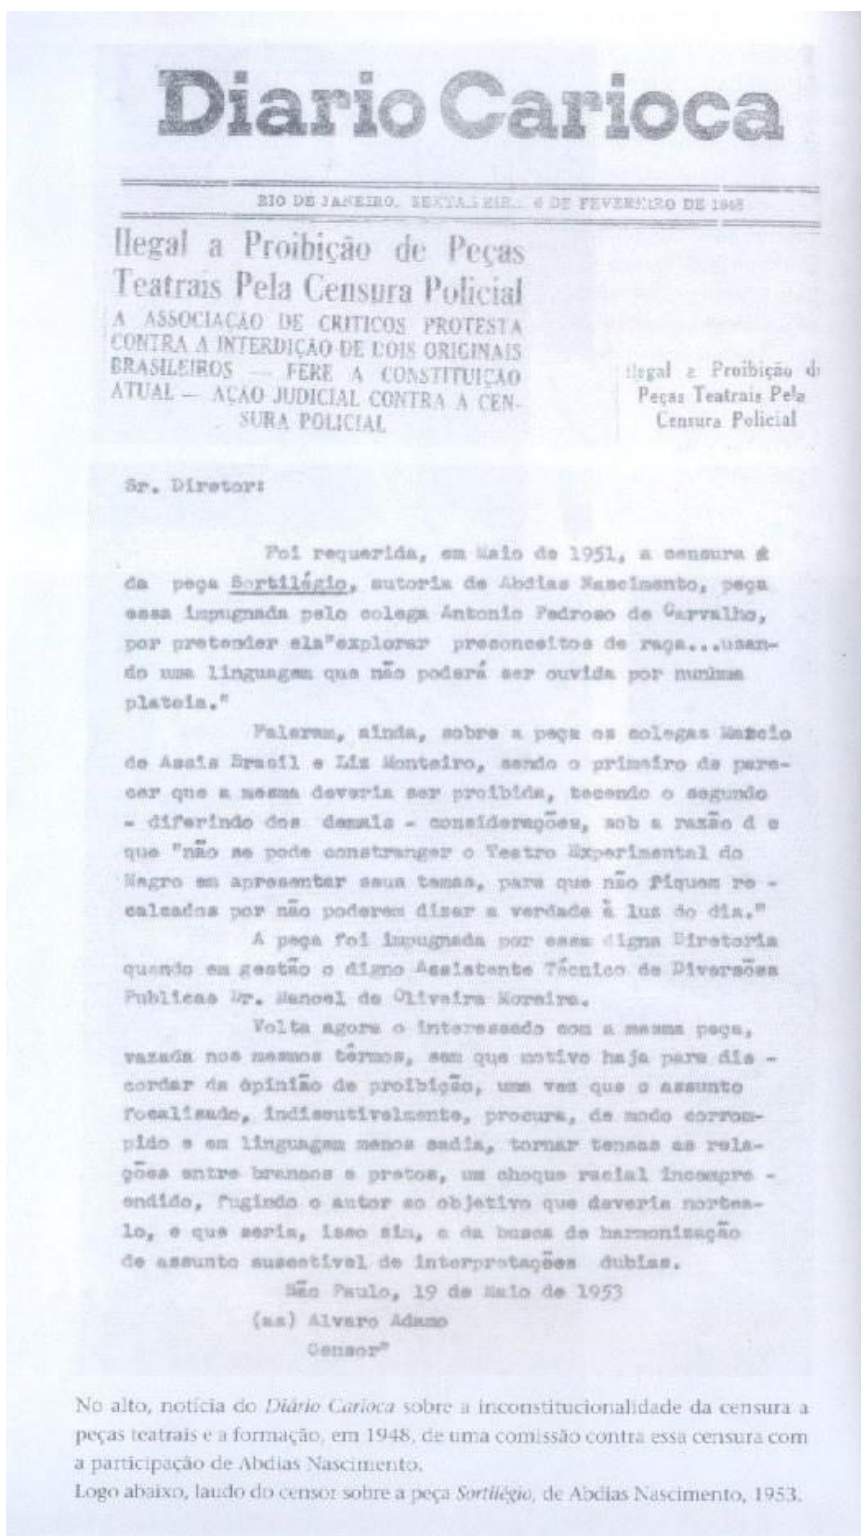 Diario Carioca
RIO DE JANEIRO, SEXTA-FEIRA 6 DE FEVEREIRO DE 1948
Ilegal a Proibição de Peças
Teatrais Pela Censura Policial
A ASSOCIAÇÃO DE CRITICOS PROTESTA
CONTRA A INTERDIÇÃO DE DOIS ORIGINAIS
BRASILEIROS — FERE A CONSTITUIÇAO
ATUAL — AÇAO JUDICIAL CONTRA A CEN-
SURA POLICIAL
Ilegal a Proibição d
Peças Teatrais Pela
Censura Policial
Sr. Diretor:
Foi requerida, em Maio de 1951, a censura
da peça Sortilégio, autoria de Abdias Nascimento, peça
essa impugnada pelo colega Antonio Pedroso de Carvalho,
por pretender ela"explorar preconceitos de raça...usan-
do uma linguagem que não poderá ser ouvida por nunhma
plateia."
Falaram, ainda, sobre a peça os colegas Marcio
de Assis Brasil e Liz Monteiro, sendo o primeiro de pare-
cer que a mesma deveria ser proibida, tecendo o segundo
- diferindo dos demais - considerações, sob a razão d e
que "não se pode constranger o Teatro Experimental do
Negro em apresentar seus temas, para que não fiquem re -
calcados por não poderem dizer a verdade à luz do dia."
A peça foi impugnada por essa digna Diretoria
quando em gestão o digno Assistente Técnico de Diversões
Publicas Dr. Manoel de Oliveira Moreira.
Volta agora o interessado com a mesma peça,
vazada nos mesmos têrmos, sem que motivo haja para dis -
cordar da opinião de proibição, uma vez que o assunto
focalisado, indiscutivelmente, procura, de modo corrom-
pido e em linguagem menos sadia, tornar tensas as rela-
ções entre brancos e pretos, um choque racial incompre -
endido, fugindo o autor ao objetivo que deveria nortea-
lo, e que seria, isso sim, o da busca de harmonisação
de assunto suscetivel de interpretações dubias.
São Paulo, 19 de Maio de 1953
(aa) Alvaro Adamo
Censor"
No alto, notícia do Diário Carioca sobre a inconstitucionalidade da censura a
peças teatrais e a formação, em 1948, de uma comissão contra essa censura com
a participação de Abdias Nascimento.
Logo abaixo, laudo do censor sobre a peça Sortilégio, de Abdias Nascimento, 1953.